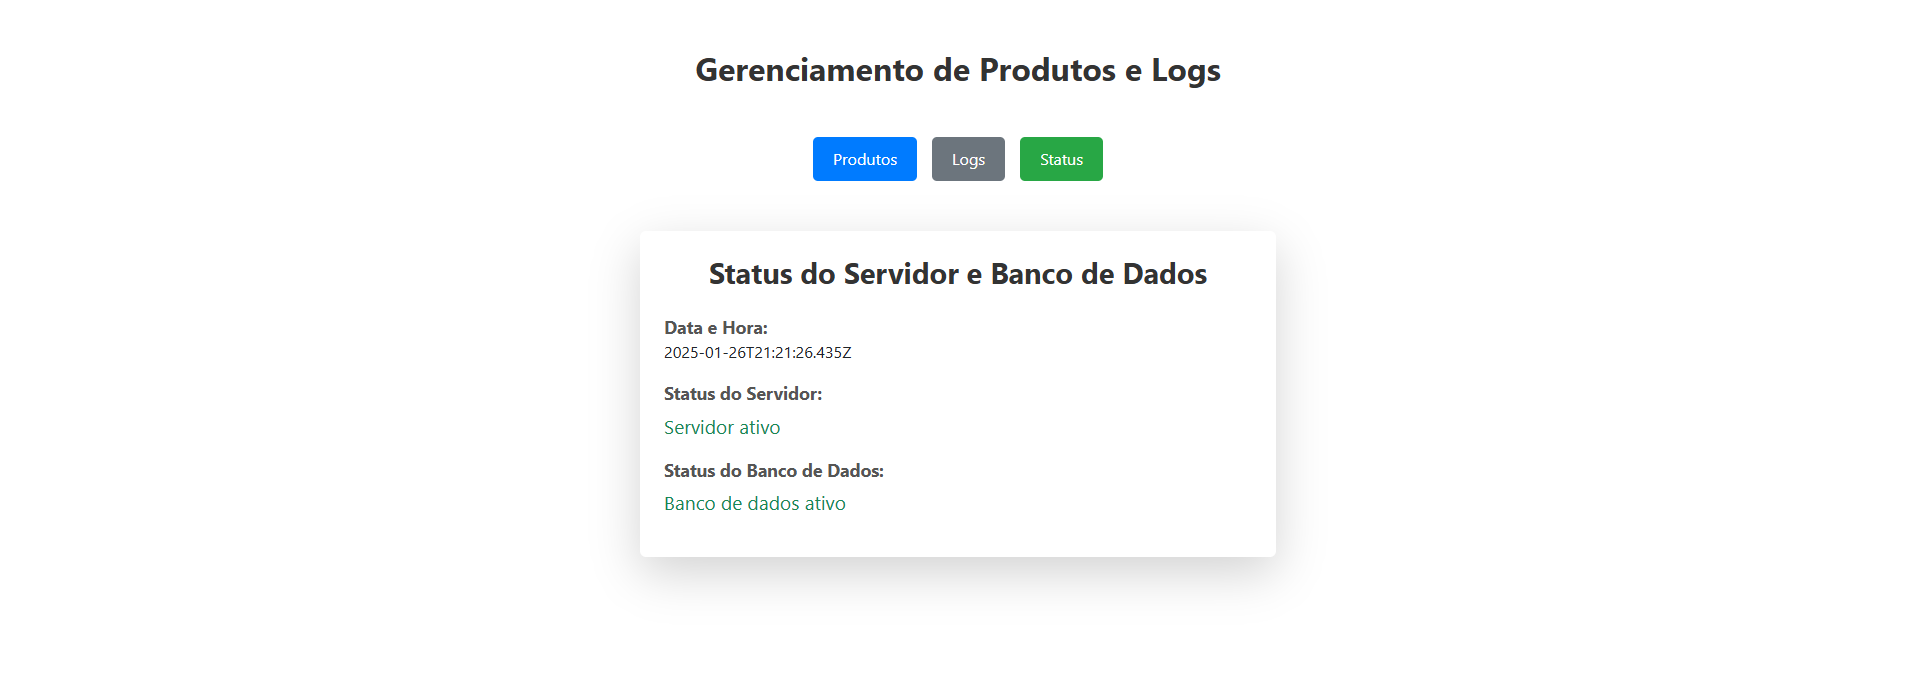 Gerenciamento de Produtos e Logs
Produtos
Logs
Status
Status do Servidor e Banco de Dados
Data e Hora:
2025-01-26T21:21:26.435Z
Status do Servidor:
Servidor ativo
Status do Banco de Dados:
Banco de dados ativo